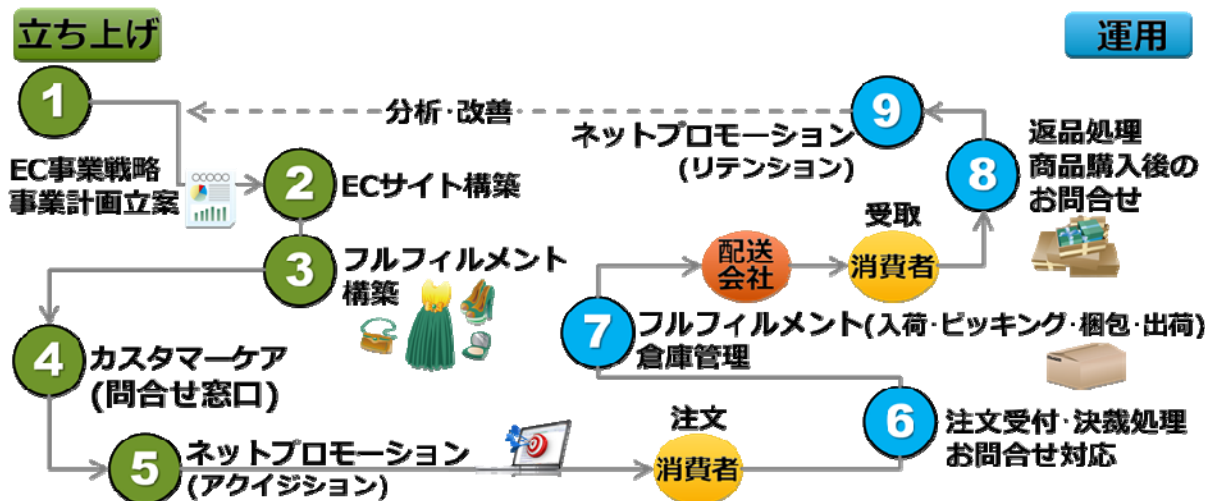 立ち上げ
運用
1
EC事業戦略
事業計画立案
2
ECサイト構築
3
フルフィルメント
構築
4
カスタマーケア
(問合せ窓口)
5
ネットプロモーション
(アクイジション)
注文
消費者
6
注文受付・決裁処理
お問合せ対応
7
フルフィルメント(入荷・ピッキング・梱包・出荷)
倉庫管理
配送
会社
受取
消費者
8
返品処理
商品購入後の
お問合せ
9
ネットプロモーション
(リテンション)
分析・改善